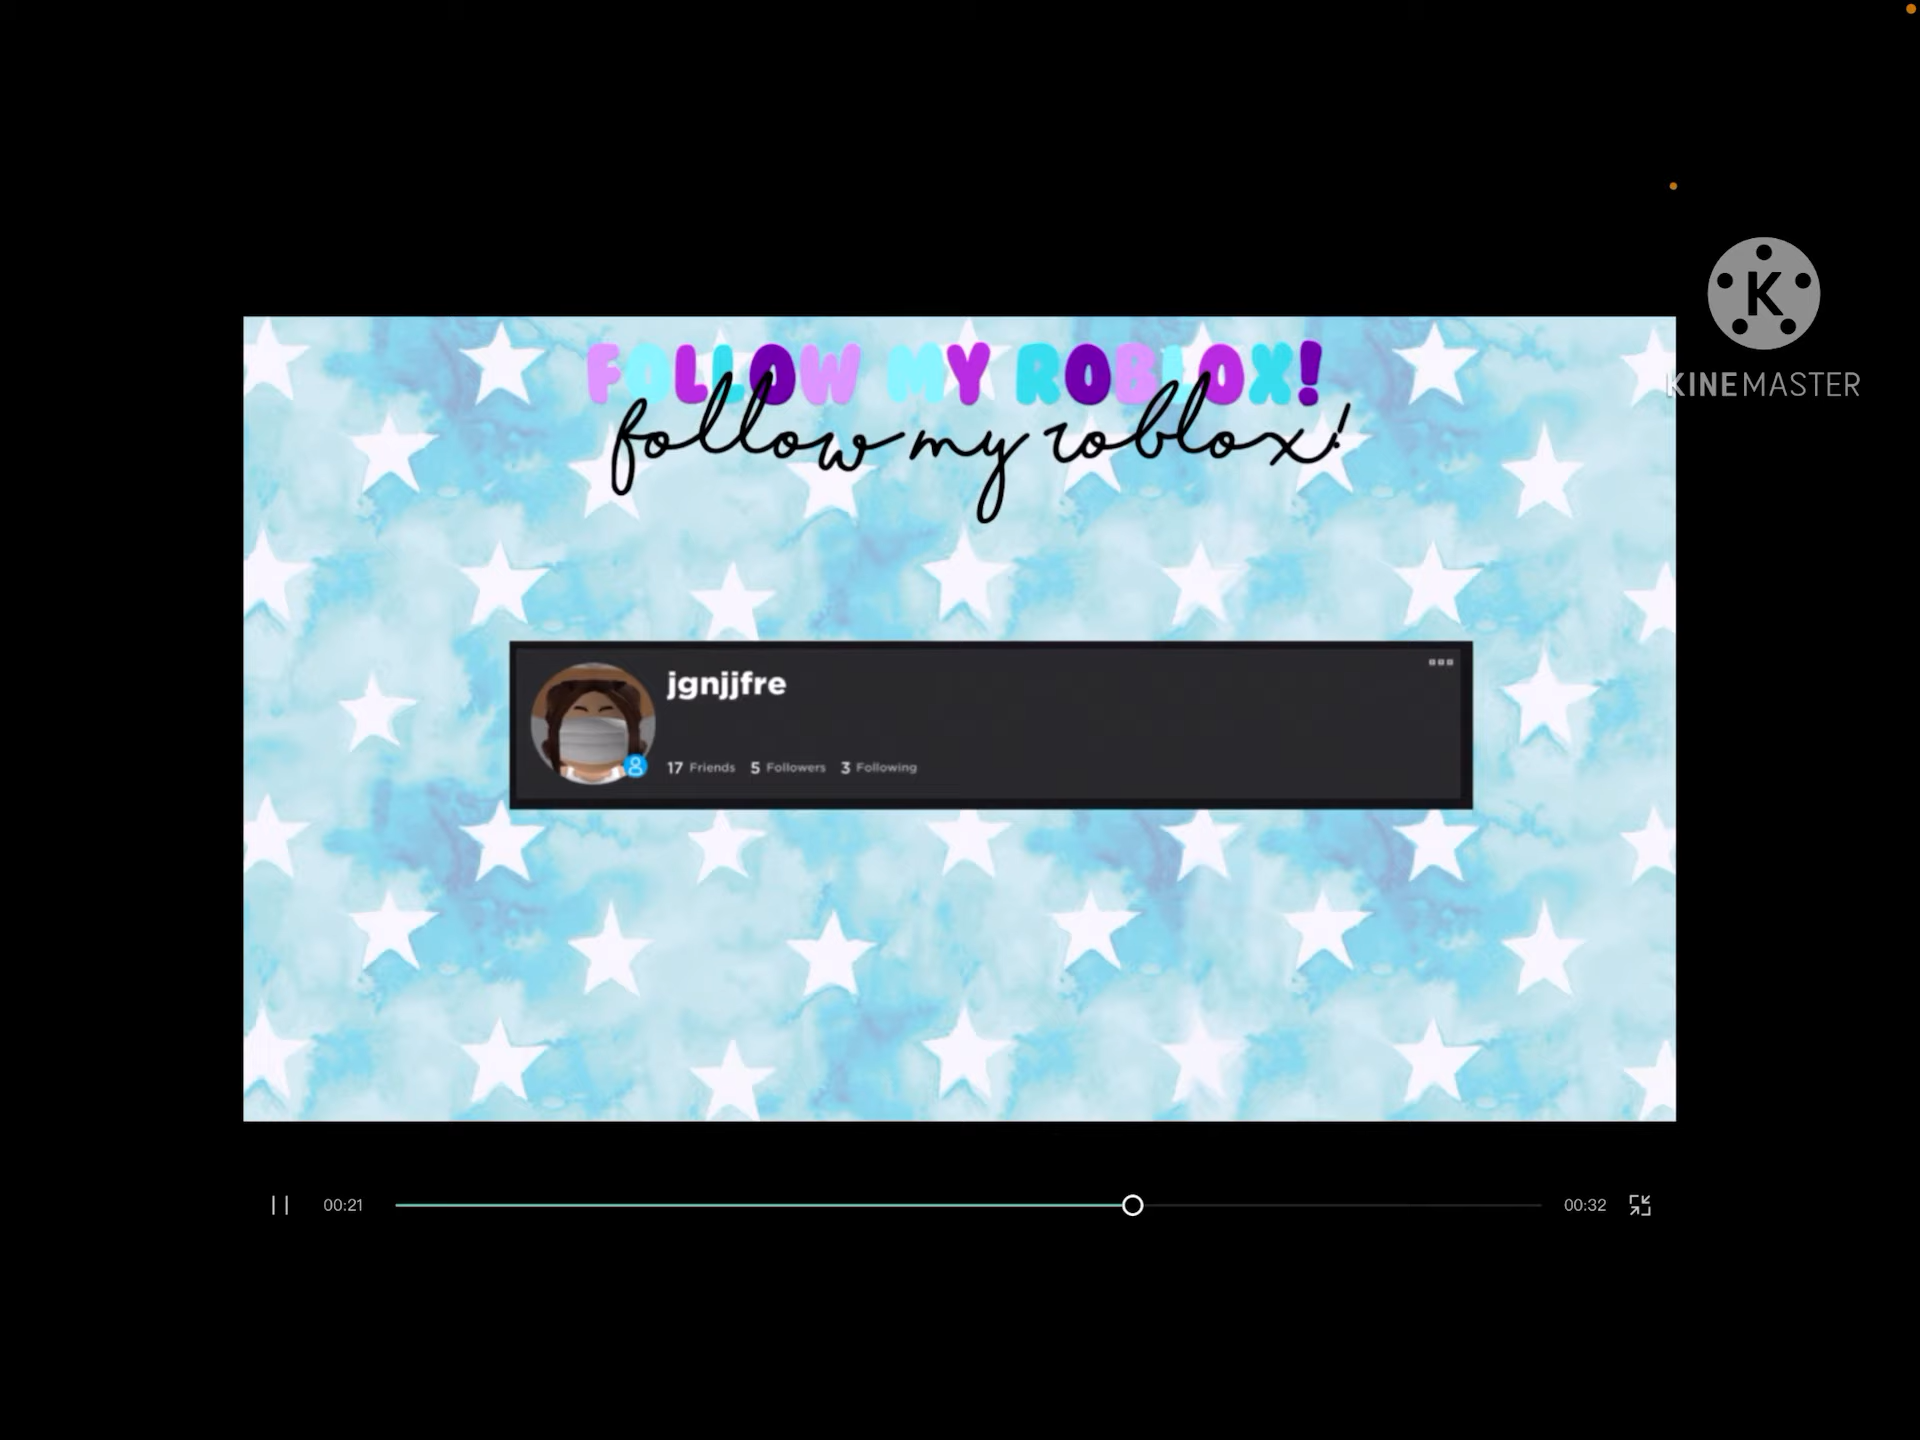 FOLLOW MY ROBLOX!
follow my roblox!
K
KINEMASTER
jgnjjfre
17 Friends 5 Followers 3 Following
00:21
00:32